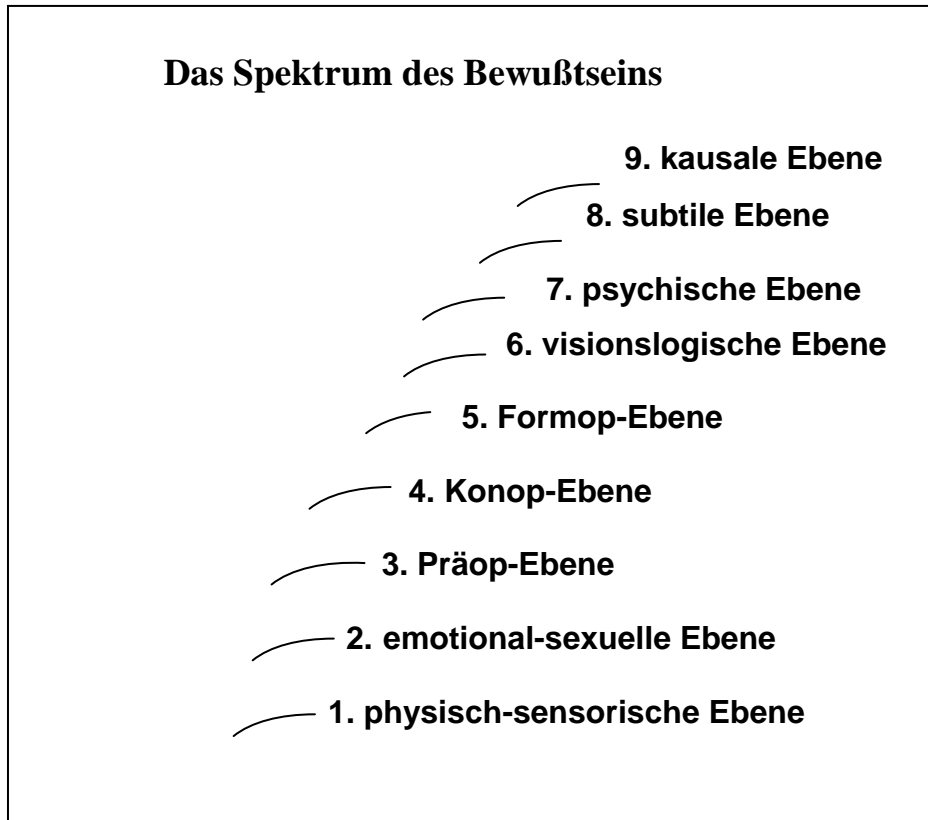 Das Spektrum des Bewußtseins
9. kausale Ebene
8. subtile Ebene
7. psychische Ebene
6. visionslogische Ebene
5. Formop-Ebene
4. Konop-Ebene
3. Präop-Ebene
2. emotional-sexuelle Ebene
1. physisch-sensorische Ebene